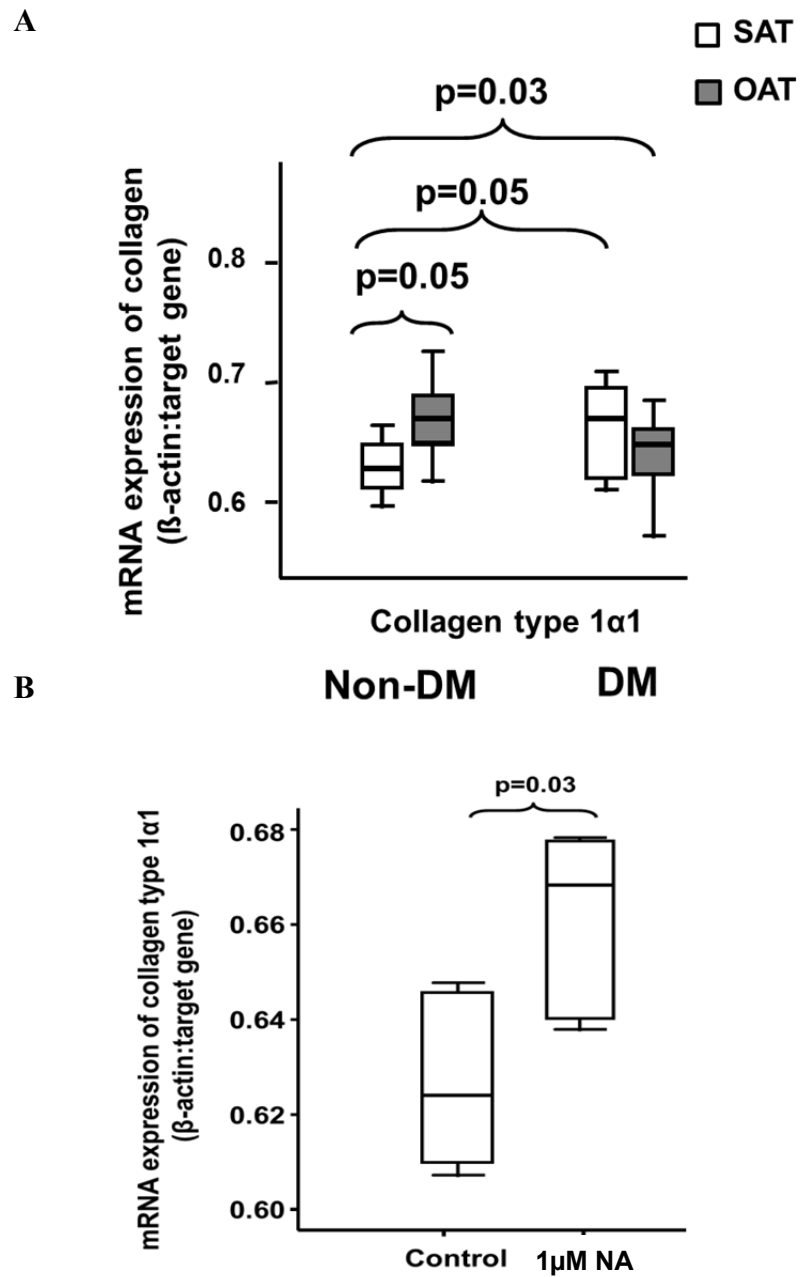 A
SAT
OAT
p=0.03
p=0.05
p=0.05
mRNA expression of collagen
(ß-actin:target gene)
0.8
0.7
0.6
Collagen type 1α1
Non-DM DM
B
p=0.03
mRNA expression of collagen type 1α1
(β-actin:target gene)
0.68
0.66
0.64
0.62
0.60
Control 1µM NA